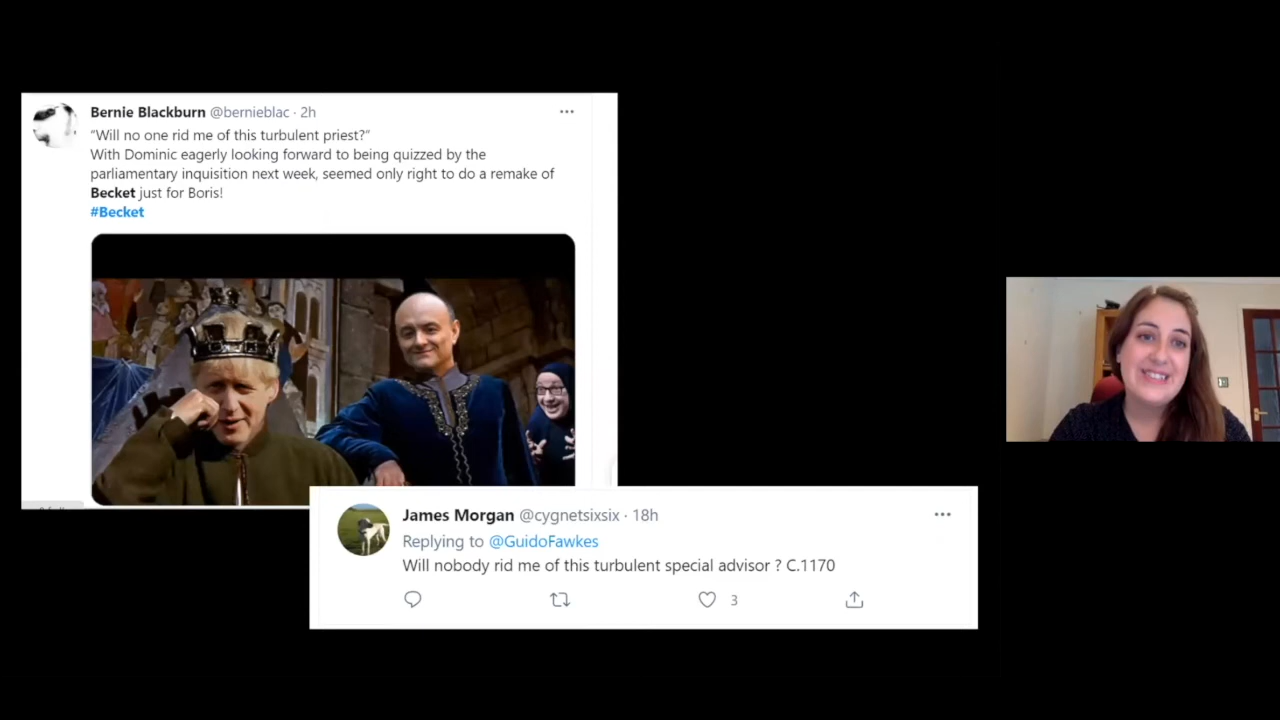 Bernie Blackburn @bernieblac · 2h
“Will no one rid me of this turbulent priest?”
With Dominic eagerly looking forward to being quizzed by the
parliamentary inquisition next week, seemed only right to do a remake of
Becket just for Boris!
#Becket
James Morgan @cygnetsixsix · 18h
Replying to @GuidoFawkes
Will nobody rid me of this turbulent special advisor ? C.1170
3